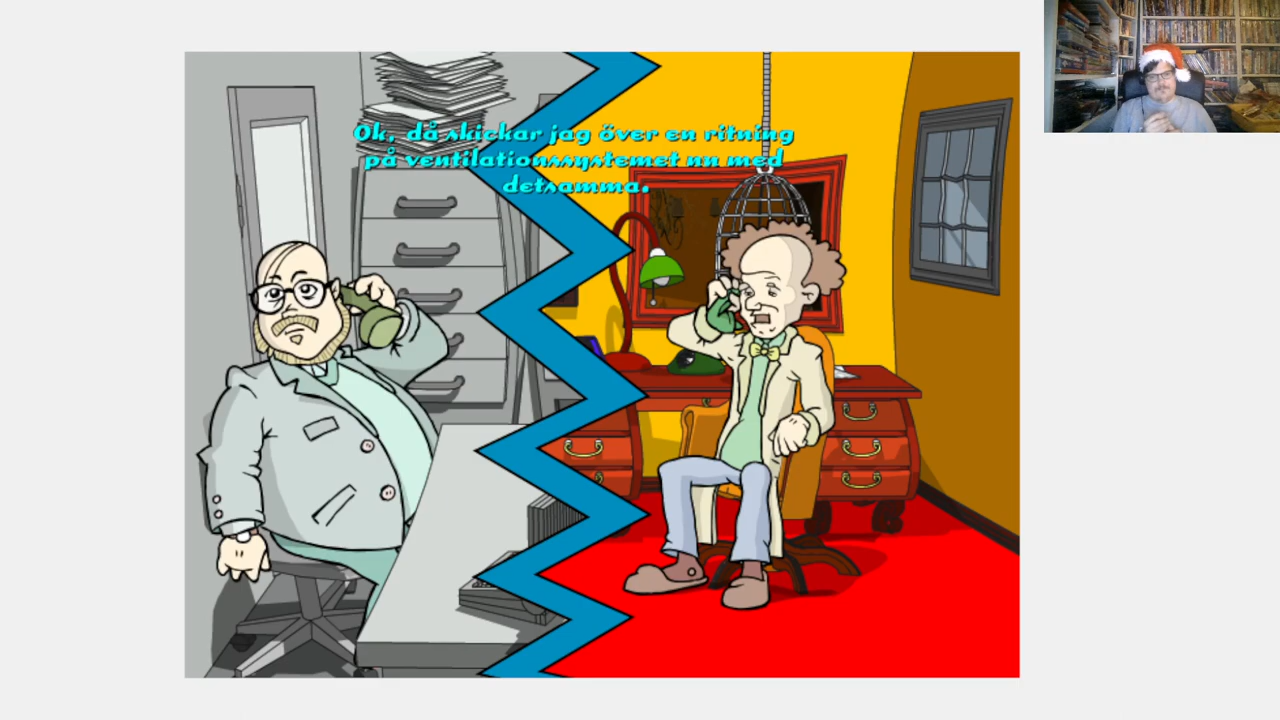 Ok, då skickar jag över en ritning
på ventilationssystemet nu med
detsamma.